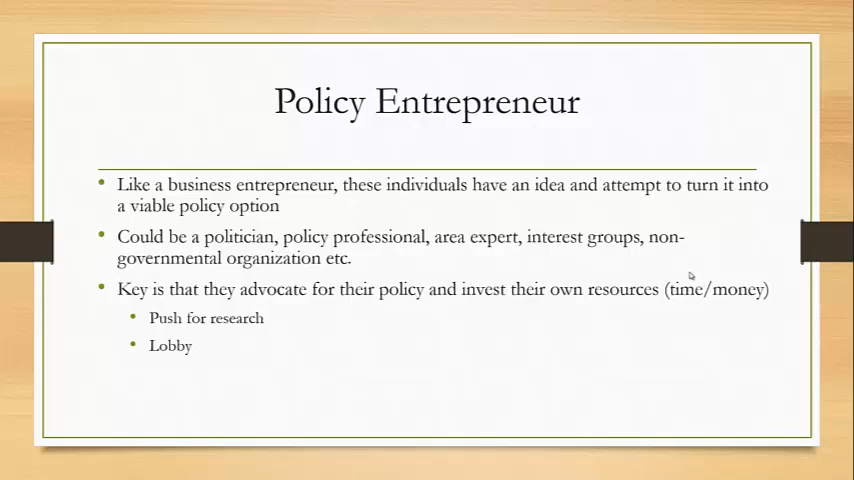 Policy Entrepreneur
• Like a business entrepreneur, these individuals have an idea and attempt to turn it into
a viable policy option
• Could be a politician, policy professional, area expert, interest groups, non-
governmental organization etc.
• Key is that they advocate for their policy and invest their own resources (time/money)
• Push for research
• Lobby